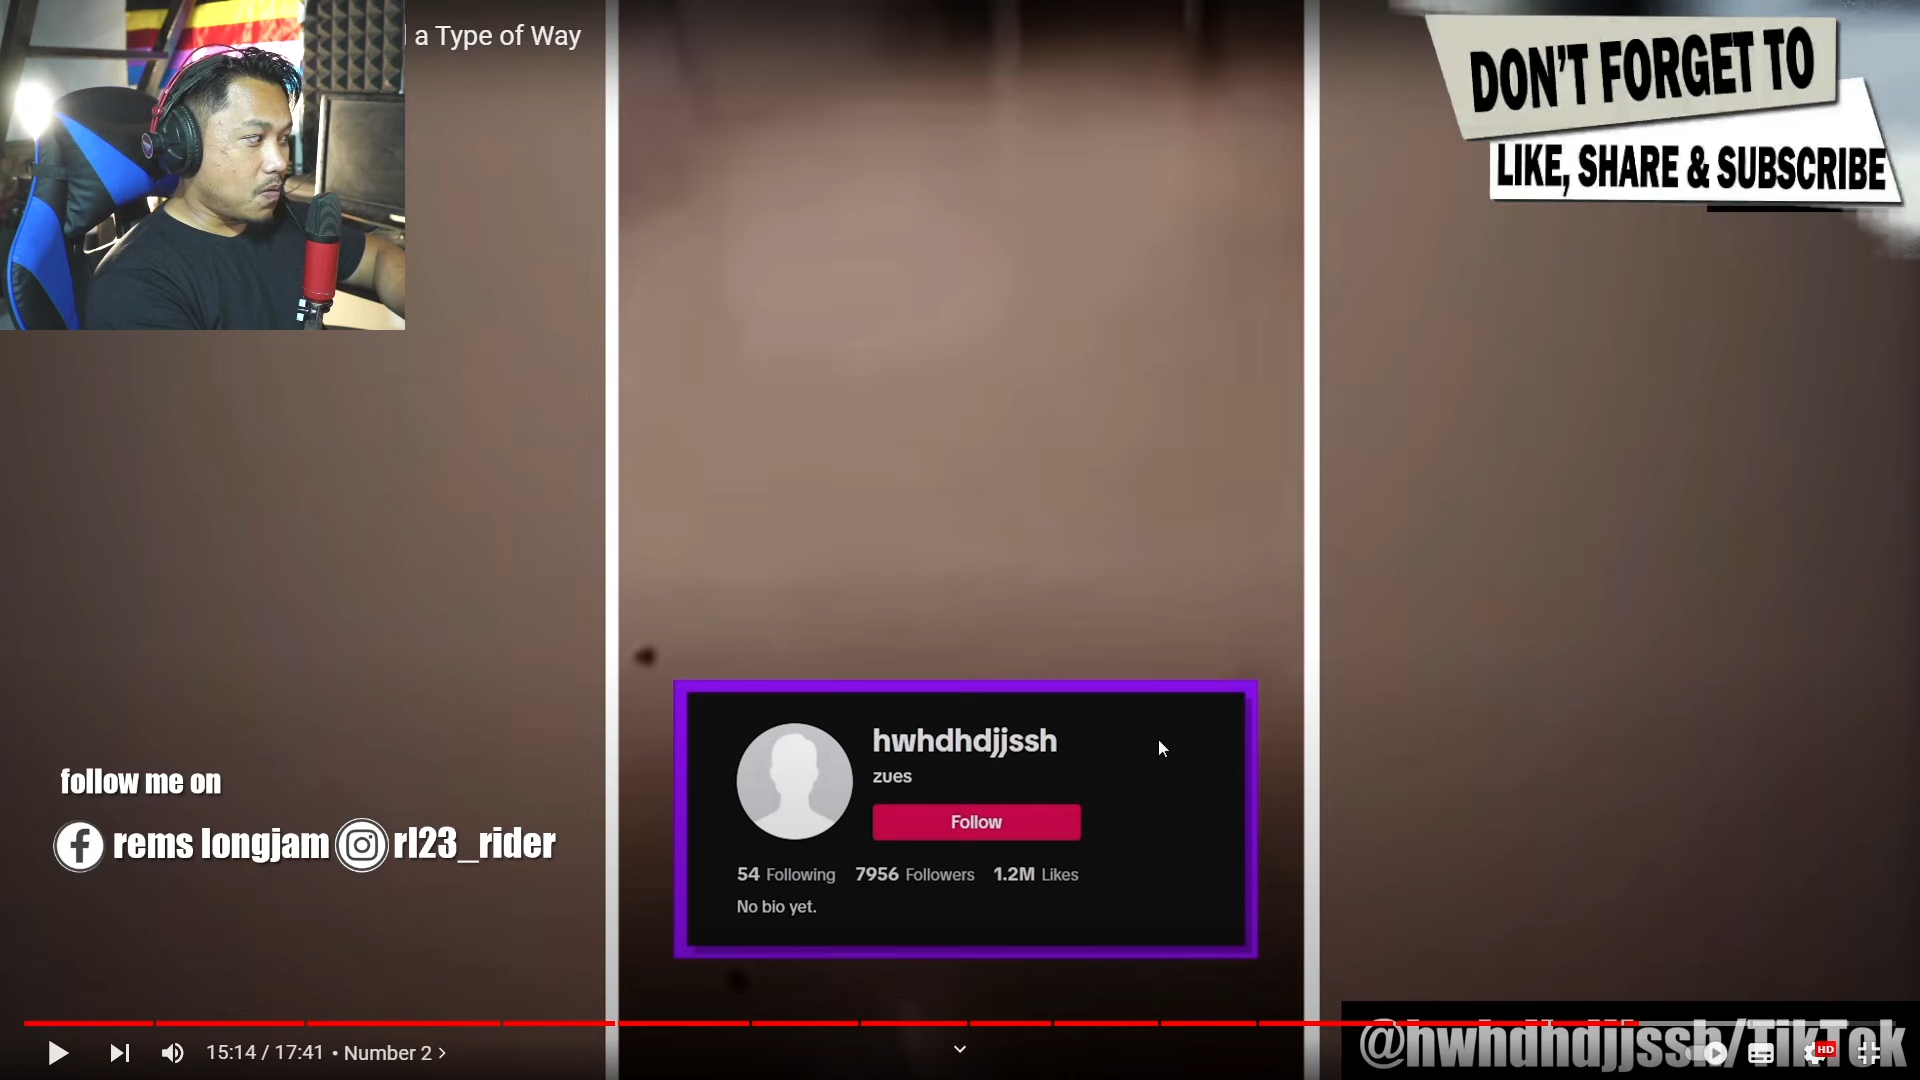 a Type of Way
DON'T FORGET TO
LIKE, SHARE & SUBSCRIBE
hwhdhdjjssh
zues
Follow
54 Following 7956 Followers 1.2M Likes
No bio yet.
follow me on
rems longjam rl23_rider
@hwhdhdjjssh/TikTok
15:14 / 17:41 • Number 2 >
HD